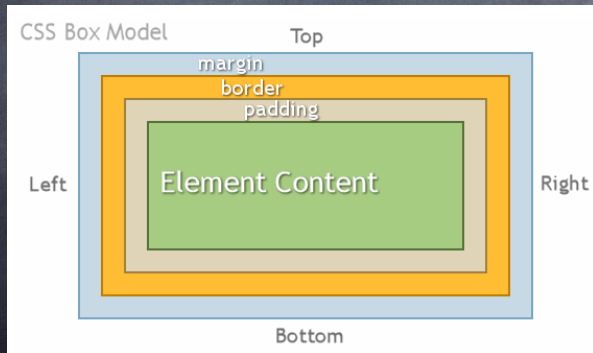 CSS Box Model
Top
margin
border
padding
Left
Element Content
Right
Bottom